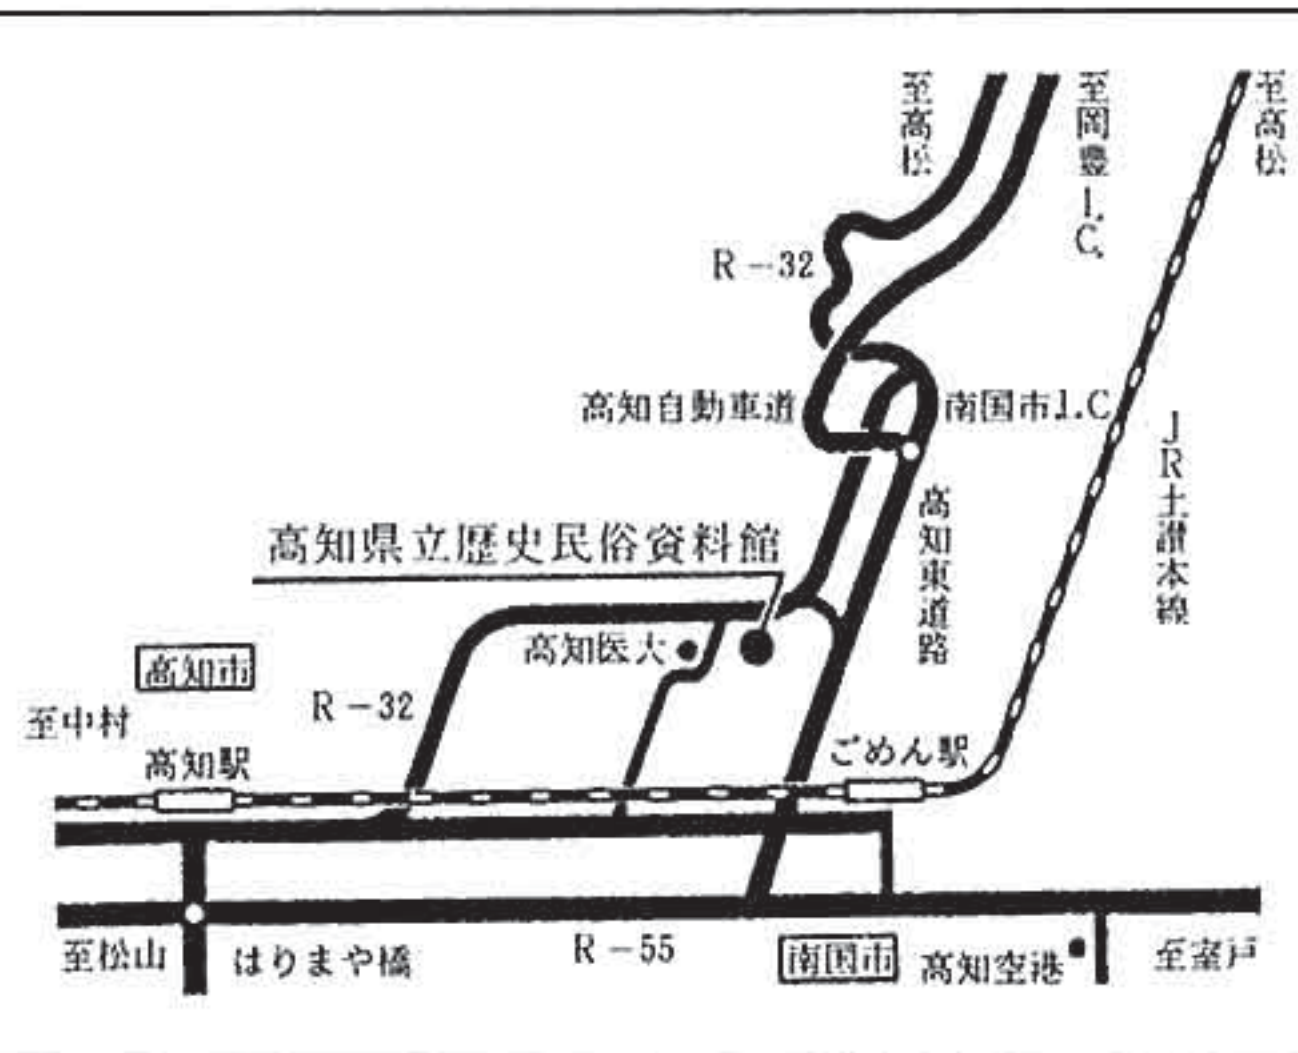 至高松
至岡豊I.C.
至高松
R-32
高知自動車道
南国市I.C
JR土讃本線
高知東道路
高知県立歴史民俗資料館
高知医大
高知市
R-32
至中村
高知駅
ごめん駅
至松山
はりまや橋
R-55
南国市
高知空港
至室戸